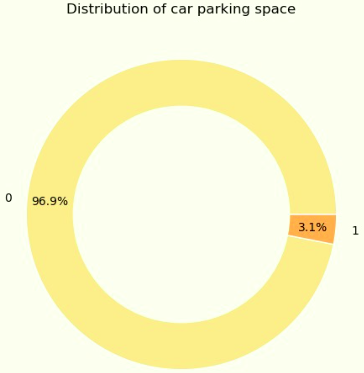 Distribution of car parking space
0
96.9%
3.1%
1